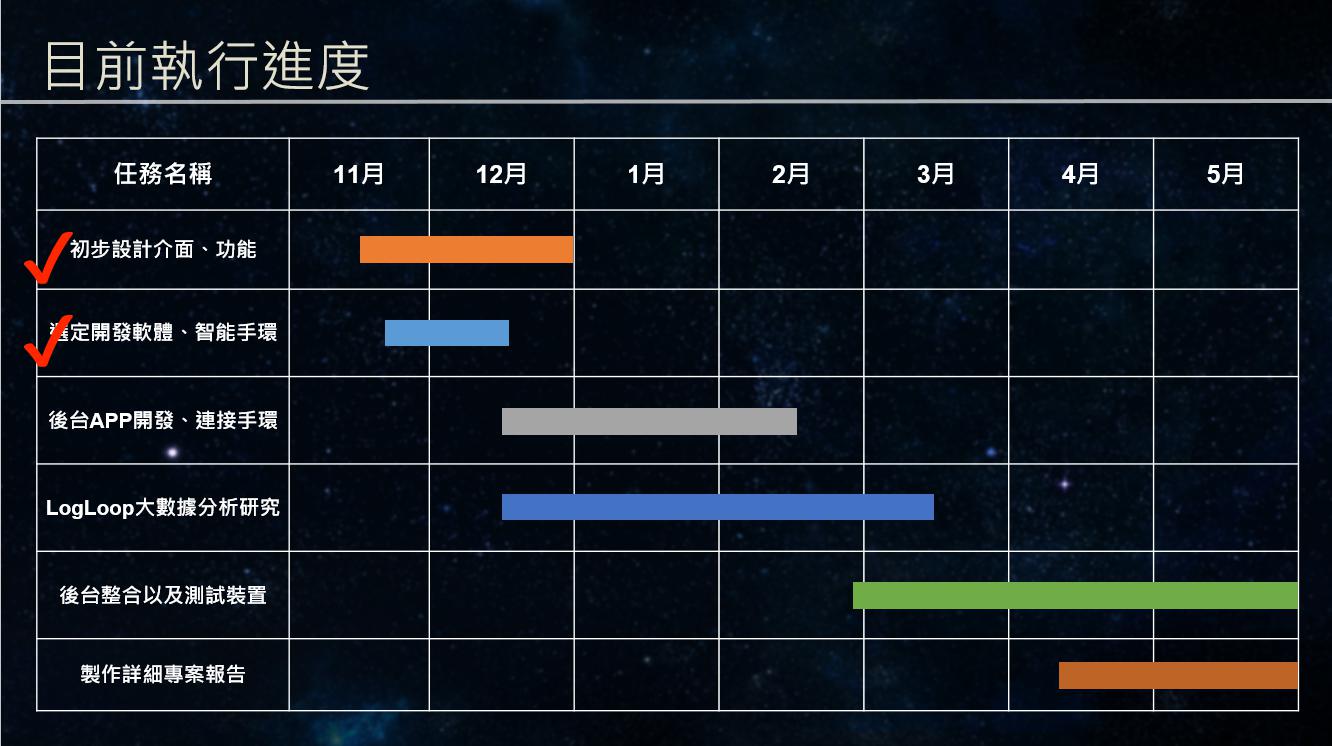 目前執行進度
任務名稱 11月 12月 1月 2月 3月 4月 5月
初步設計介面、功能
選定開發軟體、智能手環
後台APP開發、連接手環
LogLoop大數據分析研究
後台整合以及測試裝置
製作詳細專案報告